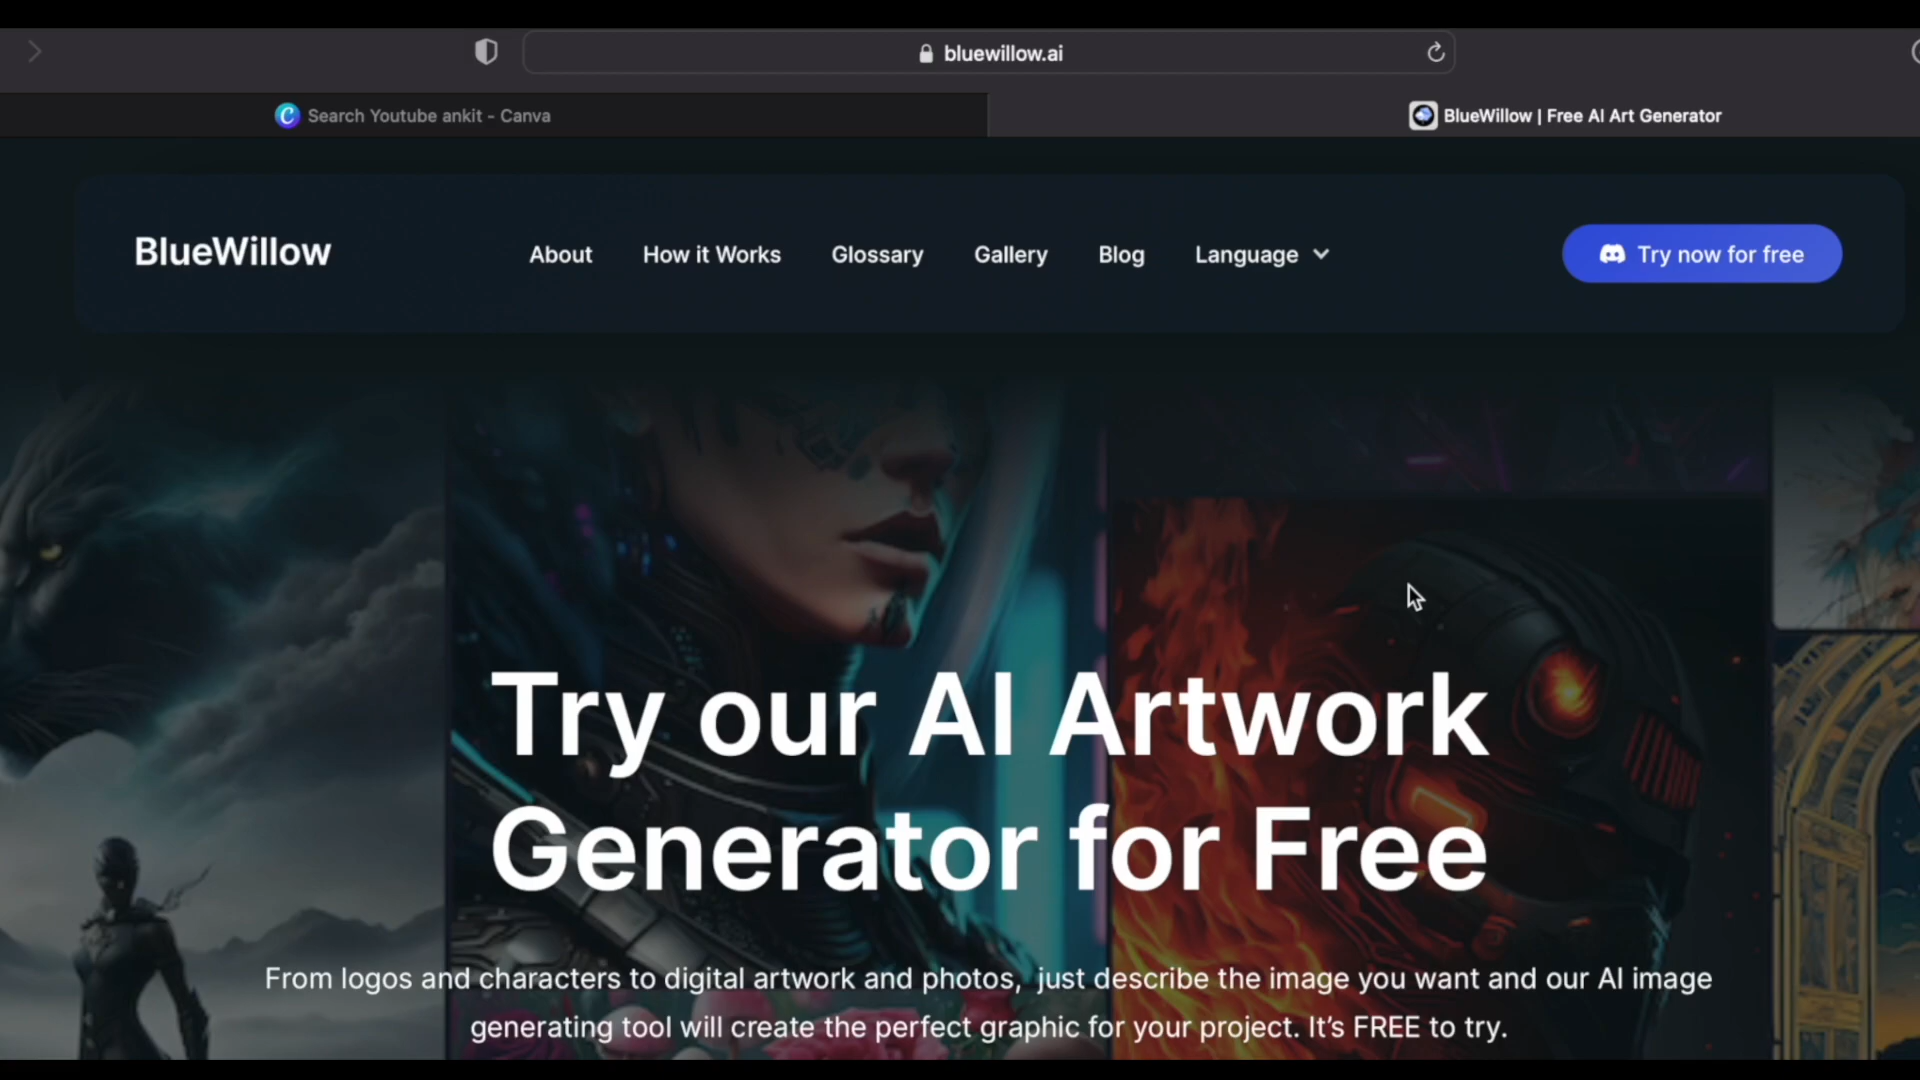 bluewillow.ai
Search Youtube ankit - Canva
BlueWillow | Free AI Art Generator
BlueWillow
About
How it Works
Glossary
Gallery
Blog
Language
Try now for free
Try our AI Artwork
Generator for Free
From logos and characters to digital artwork and photos, just describe the image you want and our AI image
generating tool will create the perfect graphic for your project. It’s FREE to try.